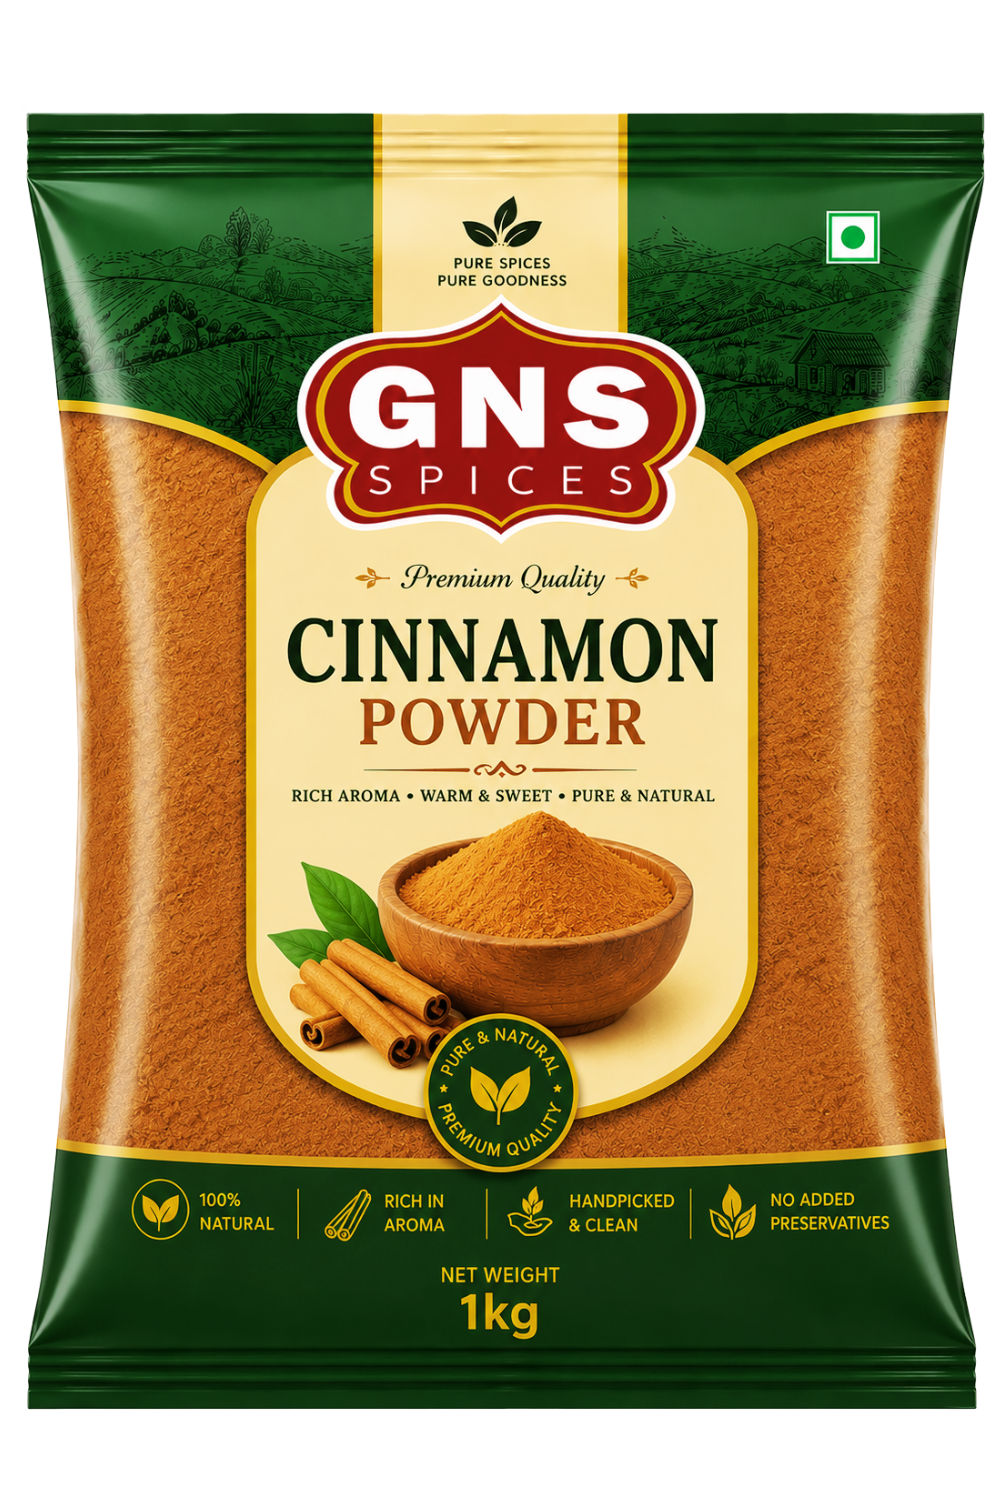 PURE SPICES
PURE GOODNESS
GNS
SPICES
Premium Quality
CINNAMON
POWDER
RICH AROMA • WARM & SWEET • PURE & NATURAL
PURE & NATURAL
PREMIUM QUALITY
100%
NATURAL
RICH IN
AROMA
HANDPICKED
& CLEAN
NO ADDED
PRESERVATIVES
NET WEIGHT
1kg